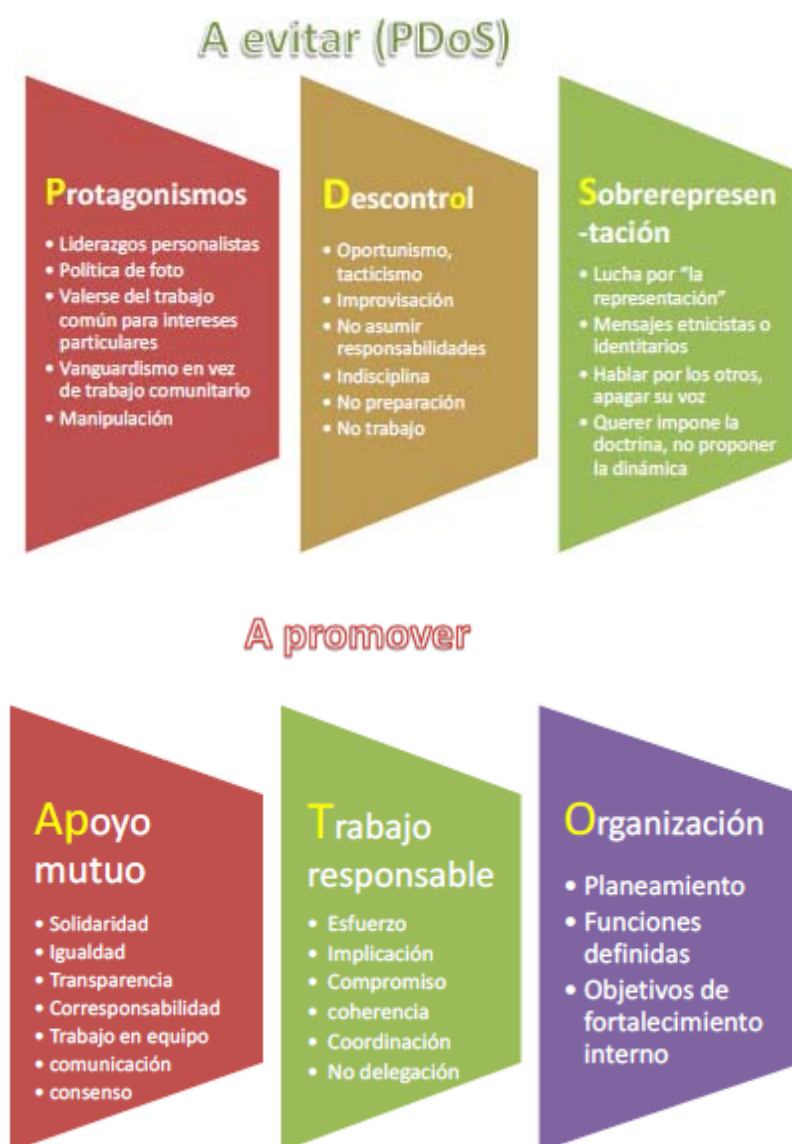 A evitar (PDoS)
Protagonismos
• Liderazgos personalistas
• Política de foto
• Valerse del trabajo
común para intereses
particulares
• Vanguardismo en vez
de trabajo comunitario
• Manipulación
Descontrol
• Oportunismo,
tacticismo
• Improvisación
• No asumir
responsabilidades
• Indisciplina
• No preparación
• No trabajo
Sobrerepresen
-tación
• Lucha por “la
representación”
• Mensajes etnicistas o
identitarios
• Hablar por los otros,
apagar su voz
• Querer impone la
doctrina, no proponer
la dinámica
A promover
Apoyo
mutuo
• Solidaridad
• Igualdad
• Transparencia
• Corresponsabilidad
• Trabajo en equipo
• comunicación
• consenso
Trabajo
responsable
• Esfuerzo
• Implicación
• Compromiso
• coherencia
• Coordinación
• No delegación
Organización
• Planeamiento
• Funciones
definidas
• Objetivos de
fortalecimiento
interno